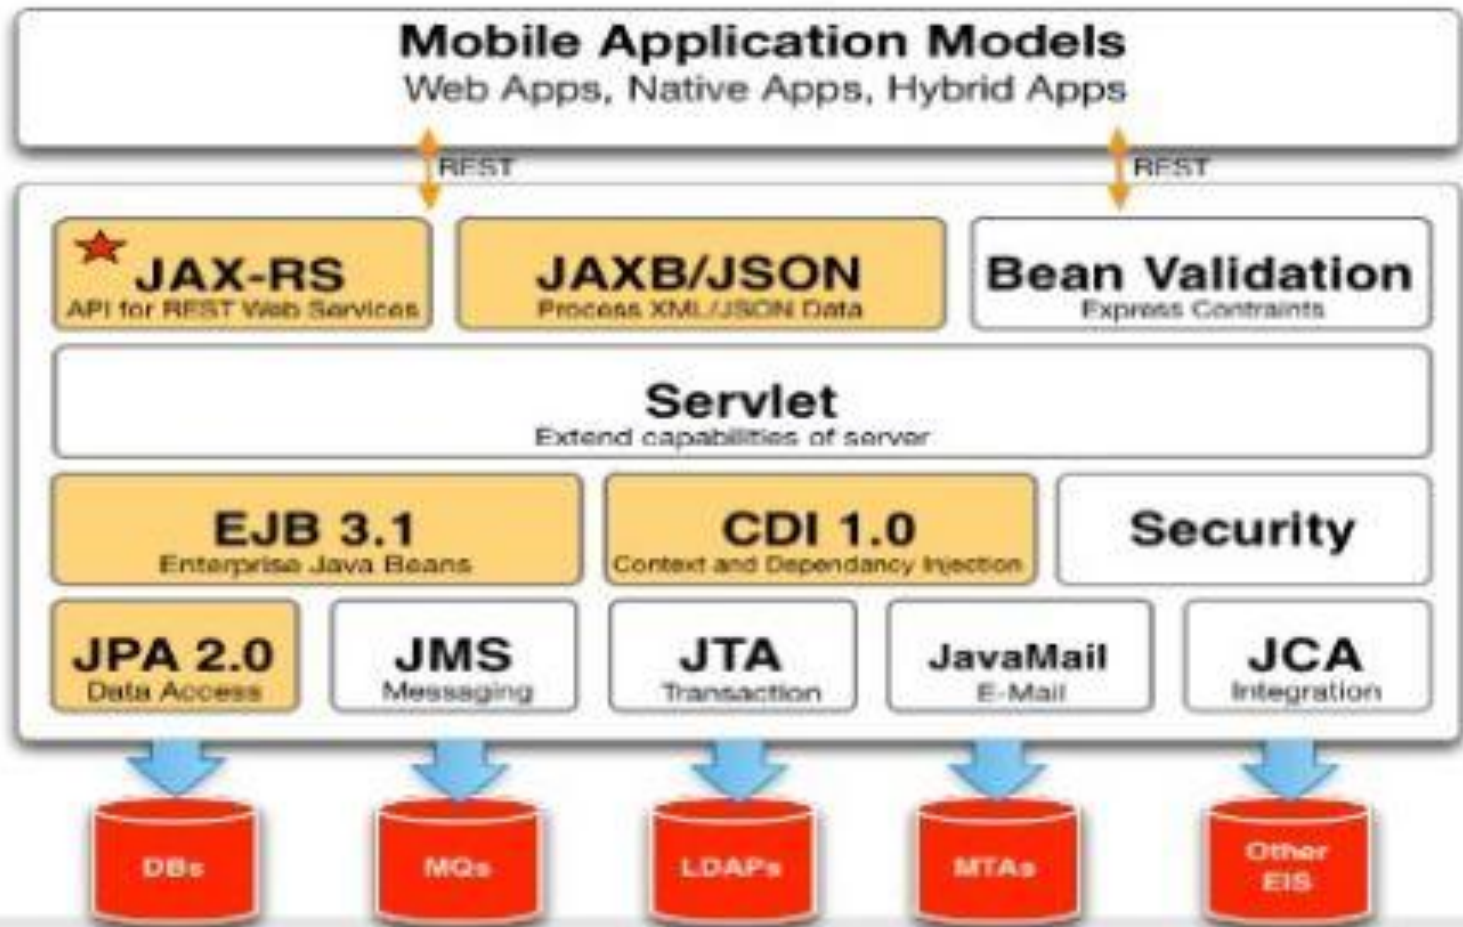 Mobile Application Models
Web Apps, Native Apps, Hybrid Apps
REST REST
JAX-RS JAXB/JSON Bean Validation
API for REST Web Services Process XML/JSON Data Express Contraints
Servlet
Extend capabilities of server
EJB 3.1 CDI 1.0 Security
Enterprise Java Beans Context and Dependancy Injection
JPA 2.0 JMS JTA JavaMail JCA
Data Access Messaging Transaction E-Mail Integration
DBs MQs LDAPs MTAs Other
EIS